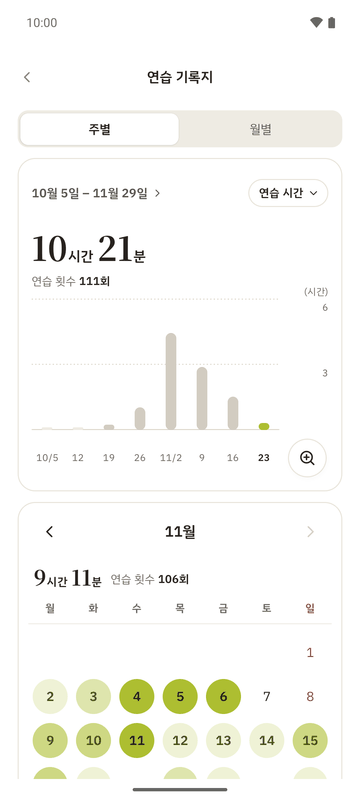 10:00
연습 기록지
주별 월별
10월 5일 – 11월 29일
연습 시간
10시간 21분
연습 횟수 111회
(시간)
6
3
10/5 12 19 26 11/2 9 16 23
11월
9시간 11분 연습 횟수 106회
월 화 수 목 금 토 일
1
2 3 4 5 6 7 8
9 10 11 12 13 14 15